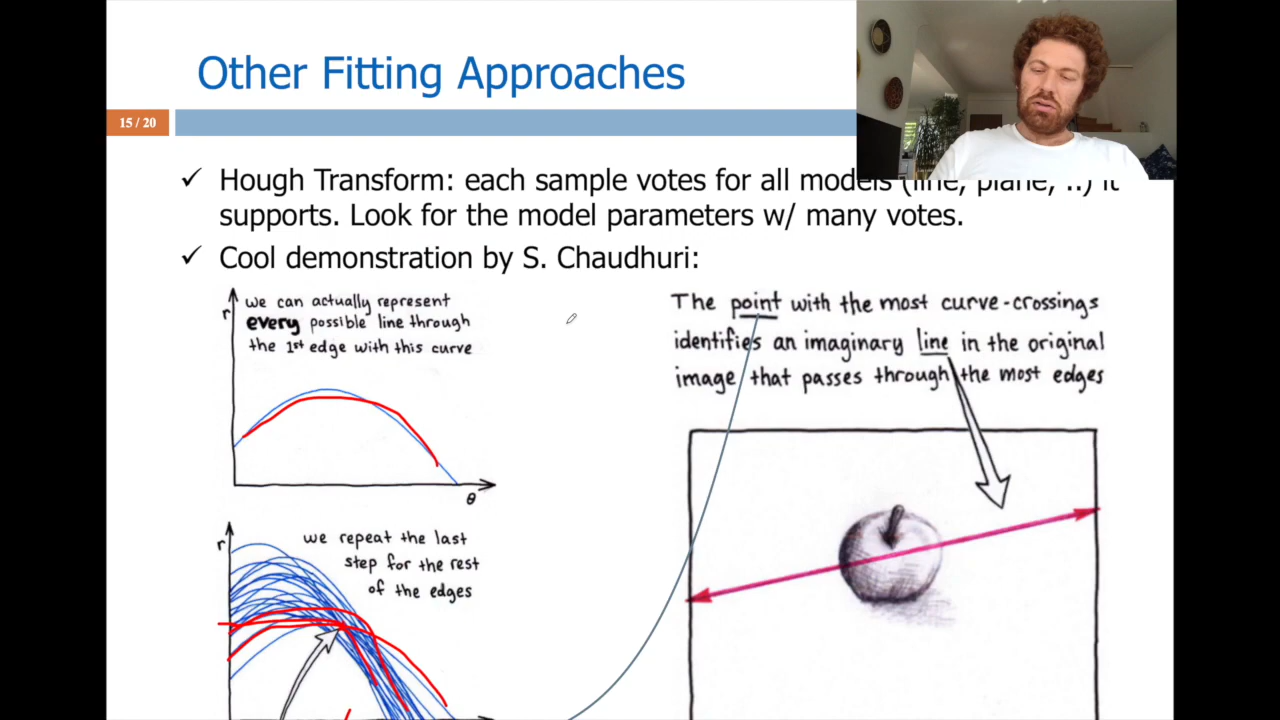 Other Fitting Approaches
15 / 20
✓ Hough Transform: each sample votes for all models (line, plane, ..) it
supports. Look for the model parameters w/ many votes.
✓ Cool demonstration by S. Chaudhuri:
r
we can actually represent
every possible line through
the 1st edge with this curve
θ
r
we repeat the last
step for the rest
of the edges
The point with the most curve-crossings
identifies an imaginary line in the original
image that passes through the most edges